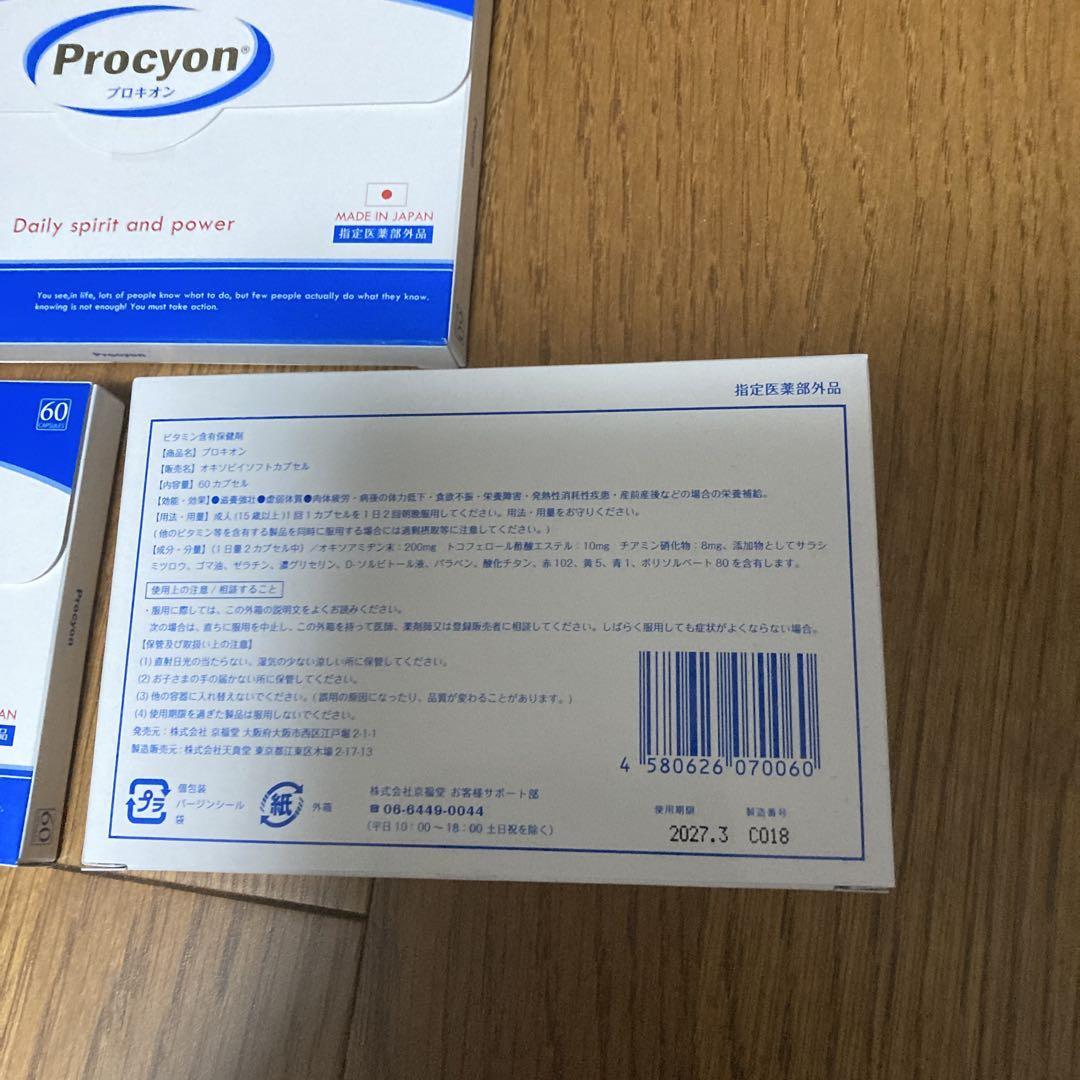 Procyon®
プロキオン
Daily spirit and power
MADE IN JAPAN
指定医薬部外品
You see,in life, lots of people know what to do, but few people actually do what they know.
knowing is not enough! You must take action.
60
Procyon
60
CAPSULES
Procyon
AN
品
60
指定医薬部外品
ビタミン含有保健剤
【商品名】プロキオン
【販売名】オキソビイソフトカプセル
【内容量】60カプセル
【効能・効果】●滋養強壮●虚弱体質●肉体疲労・病後の体力低下・食欲不振・栄養障害・発熱性消耗性疾患・産前産後などの場合の栄養補給。
【用法・用量】成人(15歳以上)1回1カプセルを1日2回朝晩服用してください。用法・用量をお守りください。
(他のビタミン等を含有する製品を同時に服用する場合には過剰摂取等に注意してください。)
【成分・分量】(1日量2カプセル中)/オキソアミヂン末:200mg トコフェロール酢酸エステル:10mg チアミン硝化物:8mg、添加物としてサラシ
ミツロウ、ゴマ油、ゼラチン、濃グリセリン、D-ソルビトール液、パラベン、酸化チタン、赤102、黄5、青1、ポリソルベート80を含有します。
使用上の注意/相談すること
・服用に際しては、この外箱の説明文をよくお読みください。
次の場合は、直ちに服用を中止し、この外箱を持って医師、薬剤師又は登録販売者に相談してください。しばらく服用しても症状がよくならない場合。
【保管及び取扱い上の注意】
(1)直射日光の当たらない、湿気の少ない涼しい所に保管してください。
(2)お子さまの手の届かない所に保管してください。
(3)他の容器に入れ替えないでください。(誤用の原因になったり、品質が変わることがあります。)
(4)使用期限を過ぎた製品は服用しないでください。
発売元:株式会社 京福堂 大阪府大阪市西区江戸堀2-1-1
製造販売元:株式会社天真堂 東京都江東区木場2-17-13
4 580626 070060
プラ
個包装
バージンシール
袋
紙
外箱
株式会社京福堂 お客様サポート部
☎06-6449-0044
(平日10:00～18:00土日祝を除く)
使用期限
製造番号
2027.3
C018